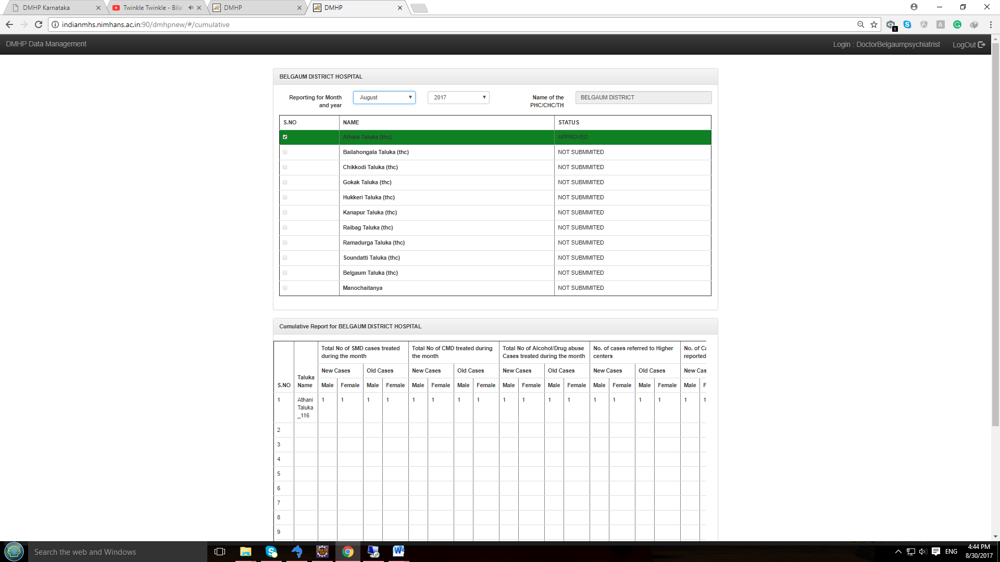 DMHP Karnataka
Twinkle Twinkle - Bilal
DMHP
DMHP
indianmhs.nimhans.ac.in:90/dmhpnew/#/cumulative
1
DMHP Data Management
Login : DoctorBelgaumpsychiatrist
LogOut
BELGAUM DISTRICT HOSPITAL
Reporting for Month and year
August
2017
Name of the PHC/CHC/TH
BELGAUM DISTRICT
S.NO NAME STATUS
Athani Taluka (thc) APPROVED
Bailahongala Taluka (thc) NOT SUBMMITED
Chikkodi Taluka (thc) NOT SUBMMITED
Gokak Taluka (thc) NOT SUBMMITED
Hukkeri Taluka (thc) NOT SUBMMITED
Kanapur Taluka (thc) NOT SUBMMITED
Raibag Taluka (thc) NOT SUBMMITED
Ramadurga Taluka (thc) NOT SUBMMITED
Soundatti Taluka (thc) NOT SUBMMITED
Belgaum Taluka (thc) NOT SUBMMITED
Manochaitanya NOT SUBMMITED
Cumulative Report for BELGAUM DISTRICT HOSPITAL
S.NO
Taluka Name
Total No of SMD cases treated during the month
Total No of CMD treated during the month
Total No of Alcohol/Drug abuse Cases treated during the month
No. of cases referred to Higher centers
No. of Ca
reported
New Cases Old Cases New Cases Old Cases New Cases Old Cases New Cases Old Cases New Cas
Male Female Male Female Male Female Male Female Male Female Male Female Male Female Male Female Male F
1 Athani Taluka _116 1 1 1 1 1 1 1 1 1 1 1 1 1 1 1 1 1 1
2
3
4
5
6
7
8
9
Search the web and Windows
ENG
4:44 PM
8/30/2017